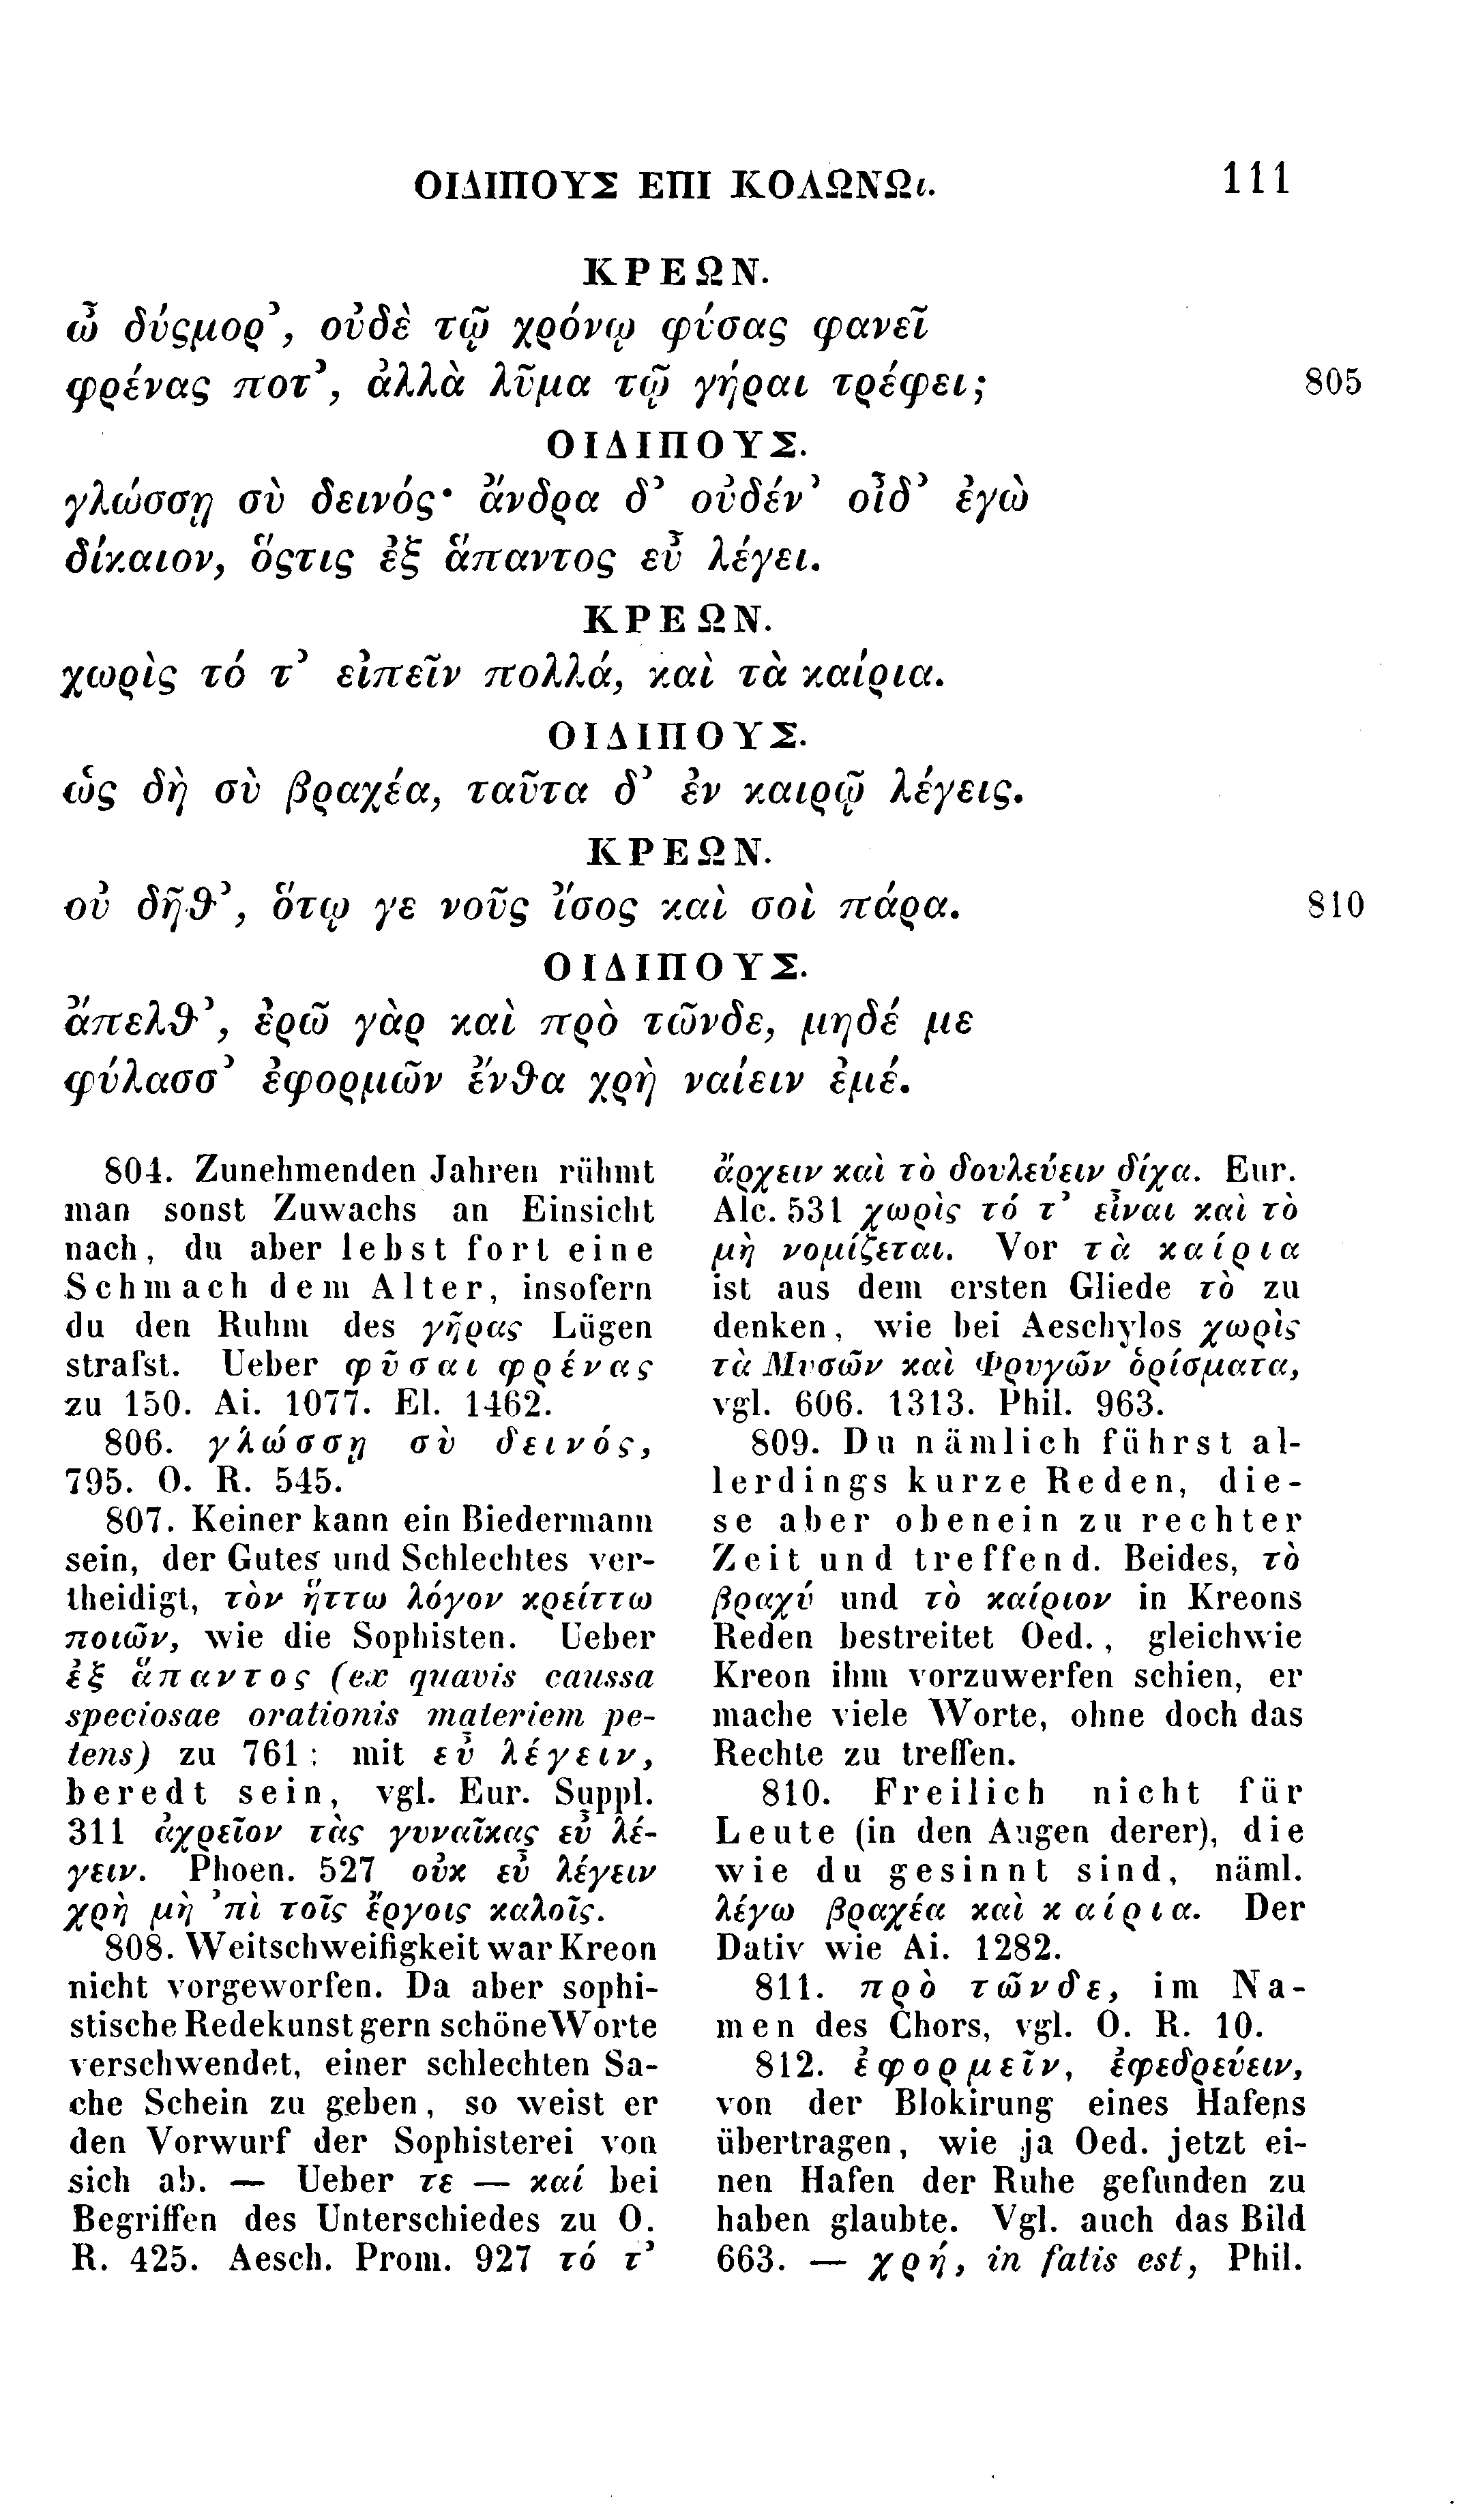 ΟΙΔΙΠΟΥΣ ΕΠΙ ΚΟΛΩΝΩι. 111
ΚΡΕΩΝ.
ὦ δύςμορ’, οὐδὲ τῷ χρόνῳ φύσας φανεῖ
φρένας ποτ’, ἀλλὰ λῦμα τῷ γήραι τρέφει; 805
ΟΙΔΙΠΟΥΣ.
γλώσσῃ σὺ δεινός· ἄνδρα δ’ οὐδέν’ οἶδ’ ἐγὼ
δίκαιον, ὅςτις ἐξ ἅπαντος εὖ λέγει.
ΚΡΕΩΝ.
χωρὶς τό τ’ εἰπεῖν πολλά, καὶ τὰ καίρια.
ΟΙΔΙΠΟΥΣ.
ὡς δὴ σὺ βραχέα, ταῦτα δ’ ἐν καιρῷ λέγεις.
ΚΡΕΩΝ.
οὐ δῆϑ’, ὅτῳ γε νοῦς ἴσος καὶ σοὶ πάρα. 810
ΟΙΔΙΠΟΥΣ.
ἄπελϑ’, ἐρῶ γὰρ καὶ πρὸ τῶνδε, μηδέ με
φύλασσ’ ἐφορμῶν ἔνϑα χρὴ ναίειν ἐμέ.
804. Zunehmenden Jahren rühmt
man sonst Zuwachs an Einsicht
nach, du aber lebst fort eine
Schmach dem Alter, insofern
du den Ruhm des γῆρας Lügen
strafst. Ueber φῦσαι φρένας
zu 150. Ai. 1077. El. 1462.
806. γλώσσῃ σὺ δεινός,
795. O. R. 545.
807. Keiner kann ein Biedermann
sein, der Gutes und Schlechtes ver-
theidigt, τὸν ἥττω λόγον κρείττω
ποιῶν, wie die Sophisten. Ueber
ἐξ ἅπαντος (ex quavis caussa
speciosae orationis materiem pe-
tens) zu 761; mit εὖ λέγειν,
beredt sein, vgl. Eur. Suppl.
311 ἀχρεῖον τὰς γυναῖκας εὖ λέ-
γειν. Phoen. 527 οὐκ εὖ λέγειν
χρὴ μὴ ’πὶ τοῖς ἔργοις καλοῖς.
808. Weitschweifigkeit war Kreon
nicht vorgeworfen. Da aber sophi-
stische Redekunst gern schöne Worte
verschwendet, einer schlechten Sa-
che Schein zu geben, so weist er
den Vorwurf der Sophisterei von
sich ab. — Ueber τε — καί bei
Begriffen des Unterschiedes zu O.
R. 425. Aesch. Prom. 927 τό τ’
ἄρχειν καὶ τὸ δουλεύειν δίχα. Eur.
Alc. 531 χωρὶς τό τ’ εἶναι καὶ τὸ
μὴ νομίζεται. Vor τὰ καίρια
ist aus dem ersten Gliede τὸ zu
denken, wie bei Aeschylos χωρὶς
τὰ Μυσῶν καὶ Φρυγῶν ὁρίσματα,
vgl. 606. 1313. Phil. 963.
809. Du nämlich führst al-
lerdings kurze Reden, die-
se aber obenein zu rechter
Zeit und treffend. Beides, τὸ
βραχύ und τὸ καίριον in Kreons
Reden bestreitet Oed., gleichwie
Kreon ihm vorzuwerfen schien, er
mache viele Worte, ohne doch das
Rechte zu treffen.
810. Freilich nicht für
Leute (in den Augen derer), die
wie du gesinnt sind, näml.
λέγω βραχέα καὶ καίρια. Der
Dativ wie Ai. 1282.
811. πρὸ τῶνδε, im Na-
men des Chors, vgl. O. R. 10.
812. ἐφορμεῖν, ἐφεδρεύειν,
von der Blokirung eines Hafens
übertragen, wie ja Oed. jetzt ei-
nen Hafen der Ruhe gefunden zu
haben glaubte. Vgl. auch das Bild
663. — χρή, in fatis est, Phil.